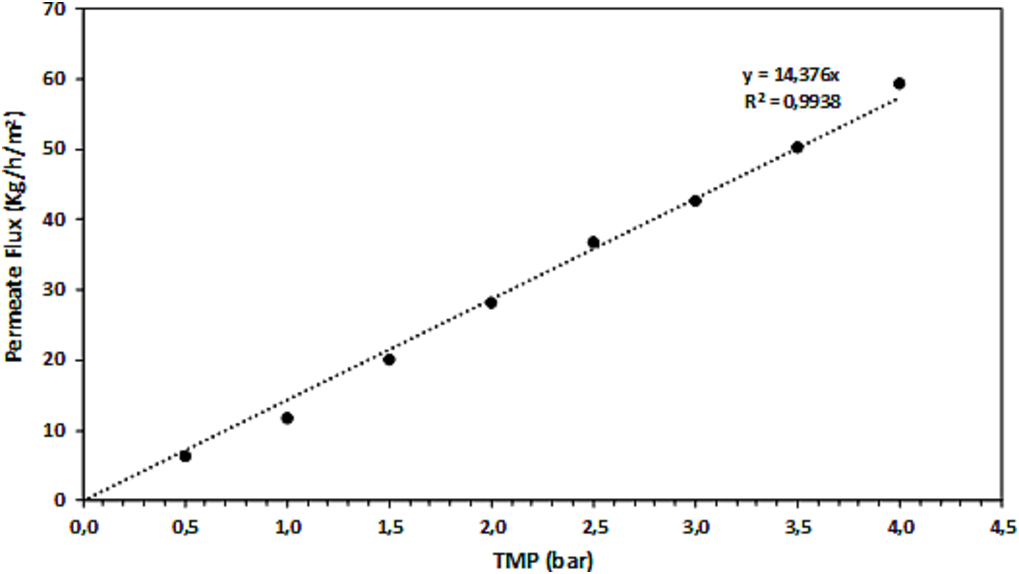 70
60
50
40
30
20
10
0
Permeate Flux (Kg/h/m²)
y = 14,376x
R² = 0,9938
0,0 0,5 1,0 1,5 2,0 2,5 3,0 3,5 4,0 4,5
TMP (bar)